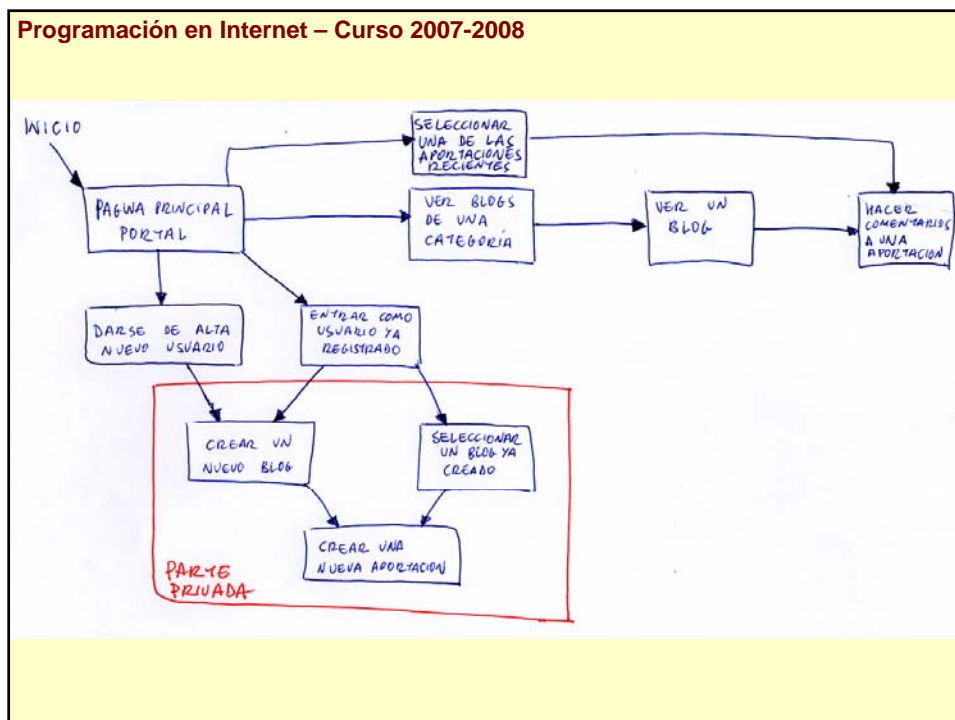 Programación en Internet – Curso 2007-2008
INICIO
SELECCIONAR
UNA DE LAS
APORTACIONES
RECIENTES
PAGINA PRINCIPAL
PORTAL
VER BLOGS
DE UNA
CATEGORÍA
VER UN
BLOG
HACER
COMENTARIOS
A UNA
APORTACION
DARSE DE ALTA
NUEVO USUARIO
ENTRAR COMO
USUARIO YA
REGISTRADO
CREAR UN
NUEVO BLOG
SELECCIONAR
UN BLOG YA
CREADO
CREAR UNA
NUEVA APORTACION
PARTE
PRIVADA